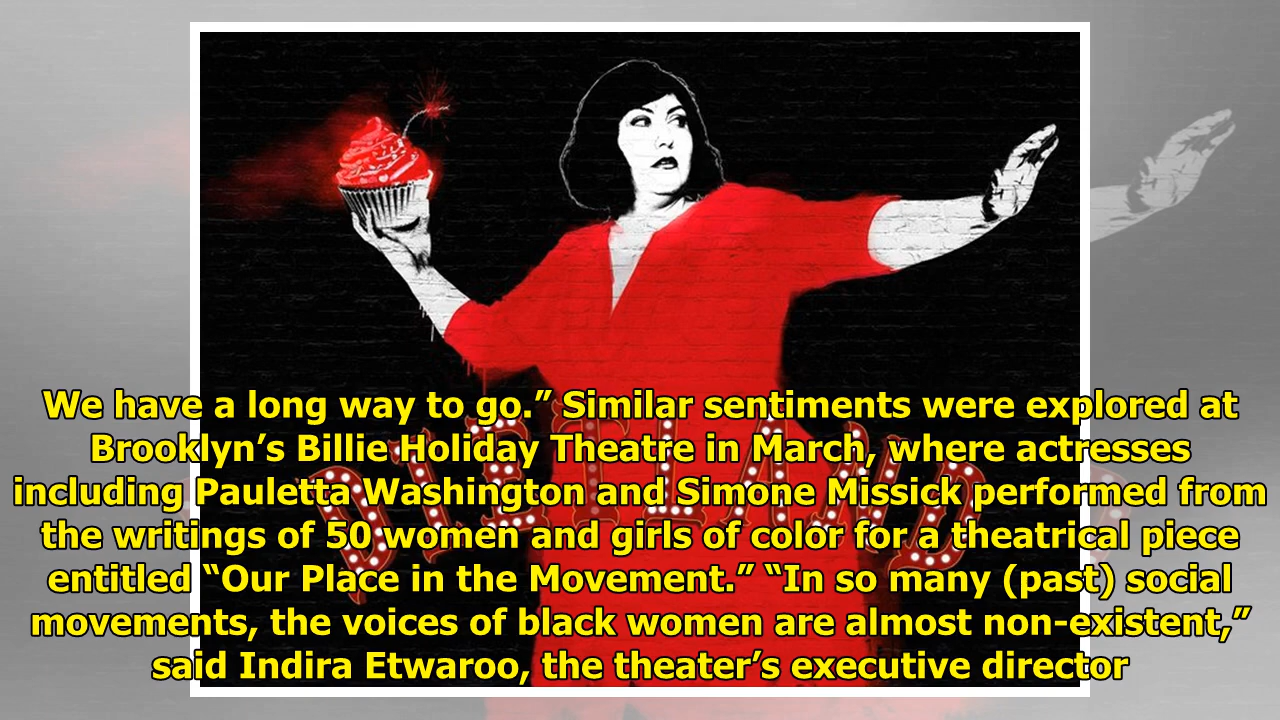 We have a long way to go.” Similar sentiments were explored at
Brooklyn’s Billie Holiday Theatre in March, where actresses
including Pauletta Washington and Simone Missick performed from
the writings of 50 women and girls of color for a theatrical piece
entitled “Our Place in the Movement.” “In so many (past) social
movements, the voices of black women are almost non-existent,”
said Indira Etwaroo, the theater’s executive director
DIETLAND